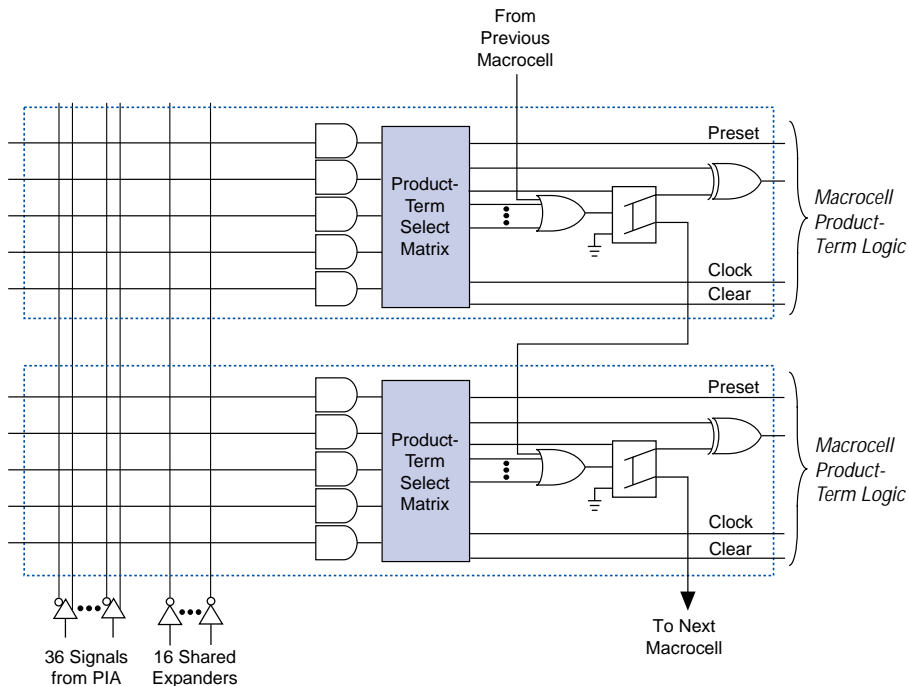 From
Previous
Macrocell
Preset
Product-
Term
Select
Matrix
Macrocell
Product-
Term Logic
Clock
Clear
Preset
Product-
Term
Select
Matrix
Macrocell
Product-
Term Logic
Clock
Clear
To Next
Macrocell
36 Signals
from PIA
16 Shared
Expanders